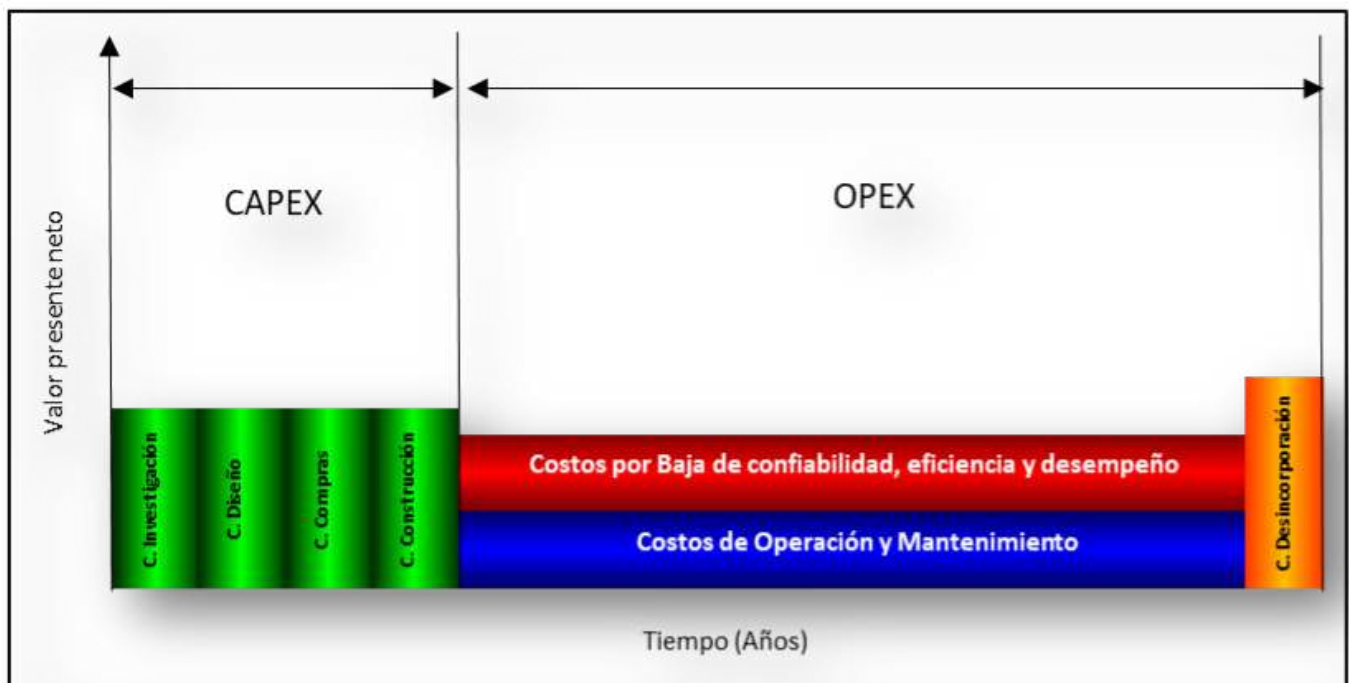 CAPEX
OPEX
Valor presente neto
C. Investigación
C. Diseño
C. Compras
C. Construcción
Costos por Baja de confiabilidad, eficiencia y desempeño
Costos de Operación y Mantenimiento
C. Desincorporación
Tiempo (Años)